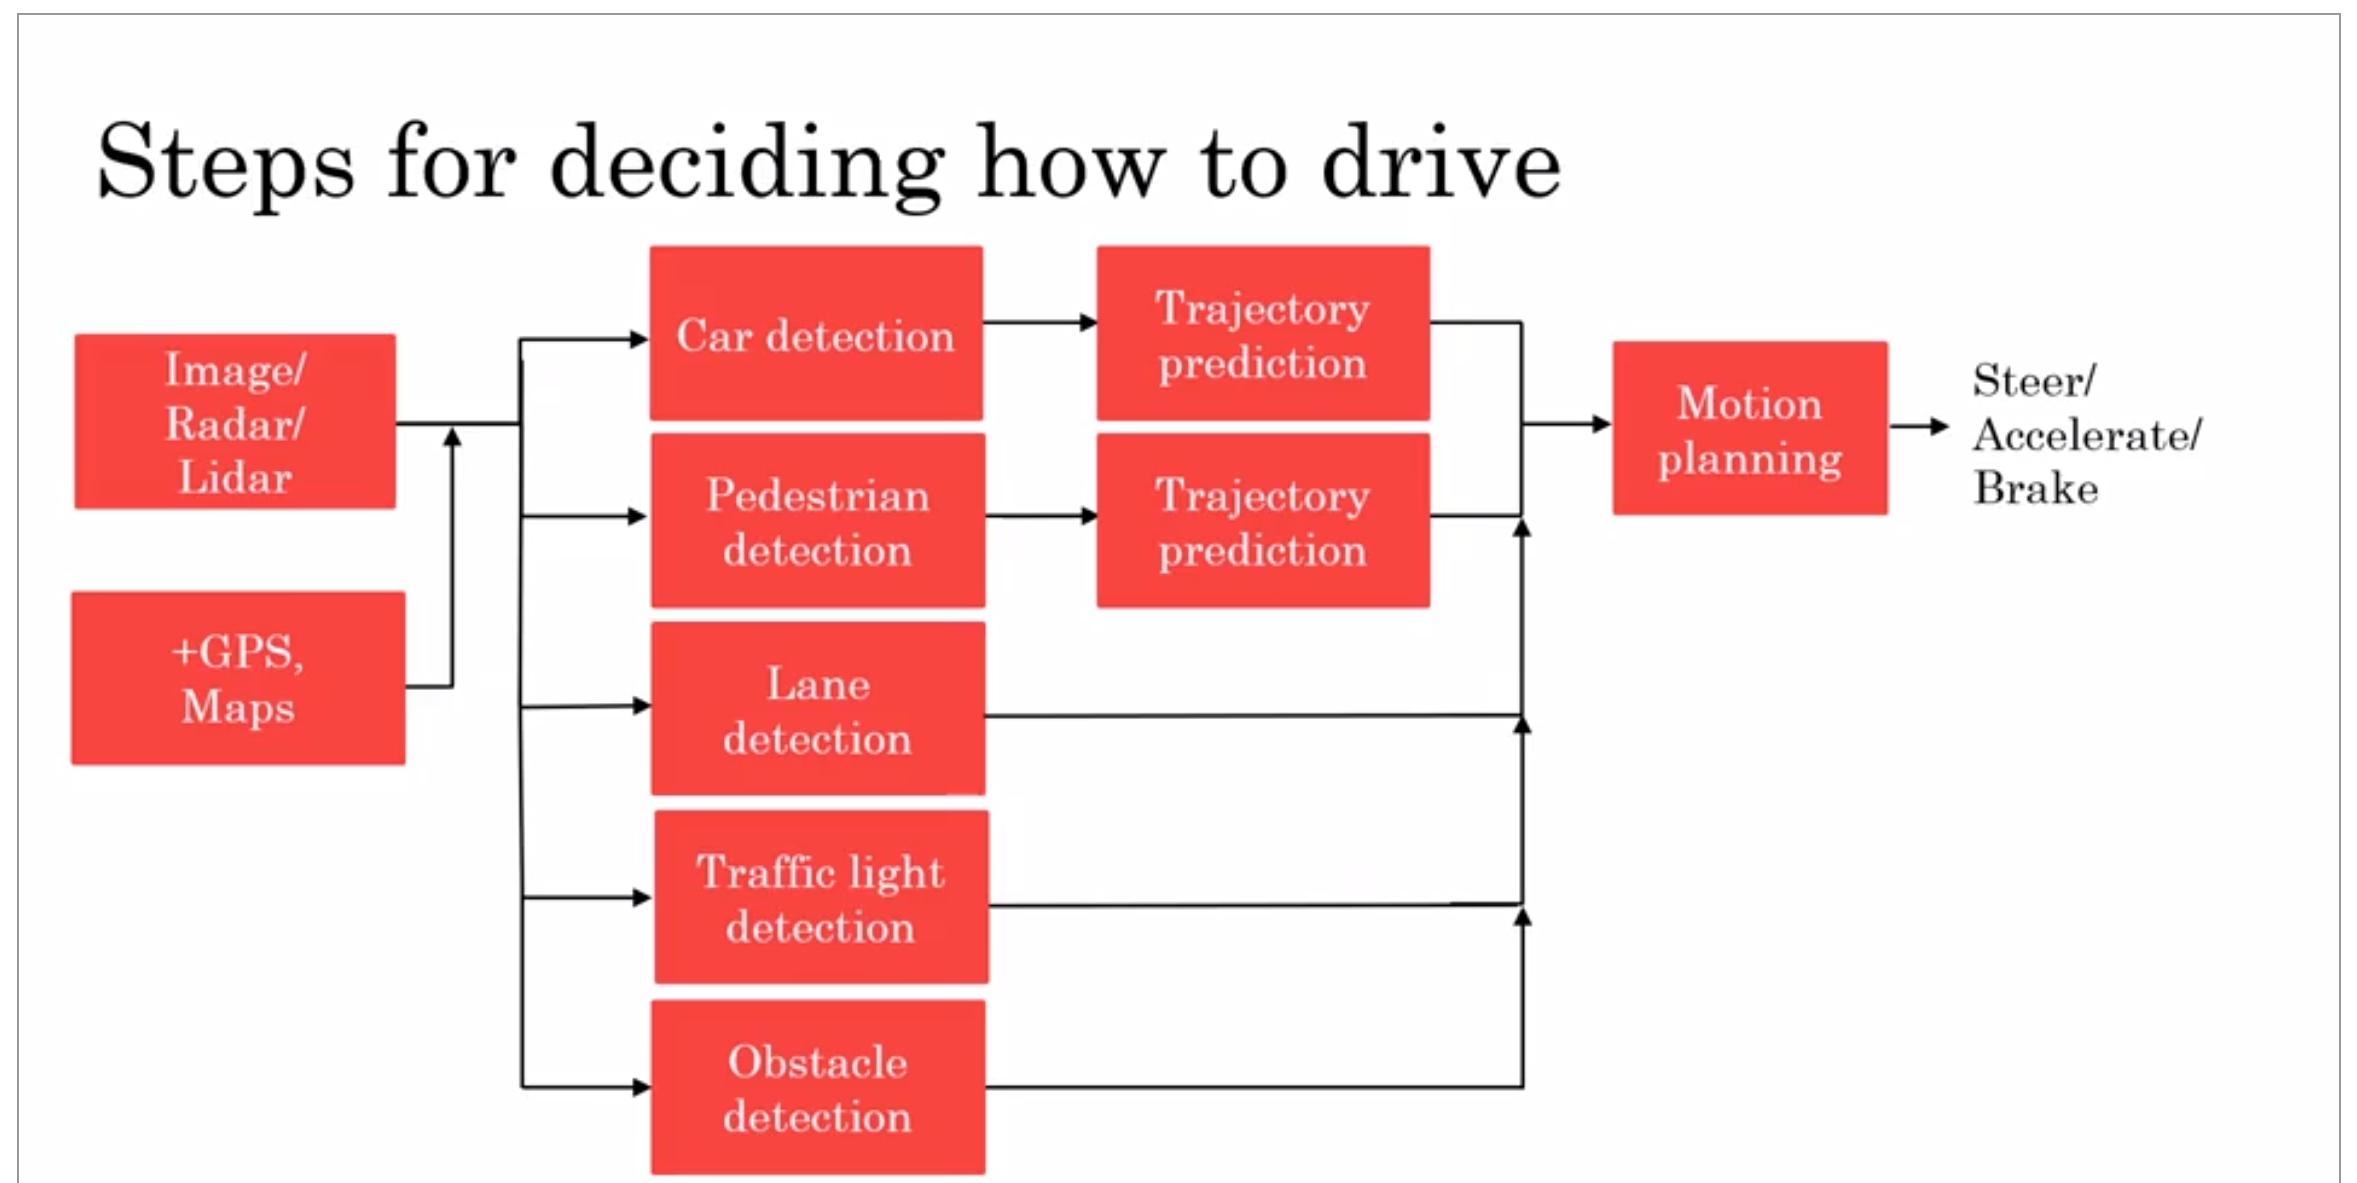 Steps for deciding how to drive
Image/
Radar/
Lidar
+GPS,
Maps
Car detection
Trajectory
prediction
Pedestrian
detection
Trajectory
prediction
Lane
detection
Traffic light
detection
Obstacle
detection
Motion
planning
Steer/
Accelerate/
Brake